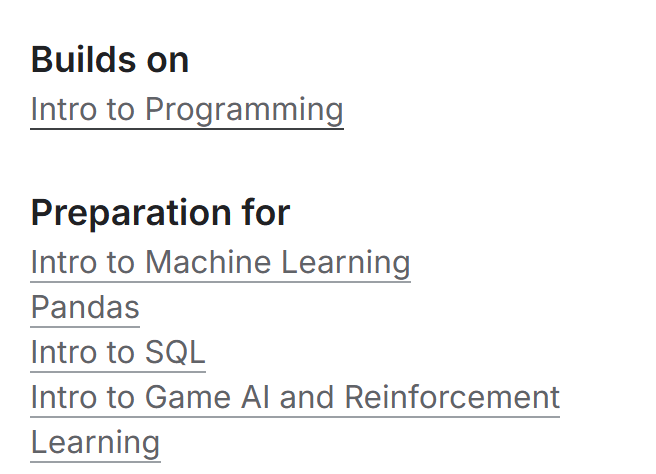 Builds on
Intro to Programming
Preparation for
Intro to Machine Learning
Pandas
Intro to SQL
Intro to Game AI and Reinforcement
Learning